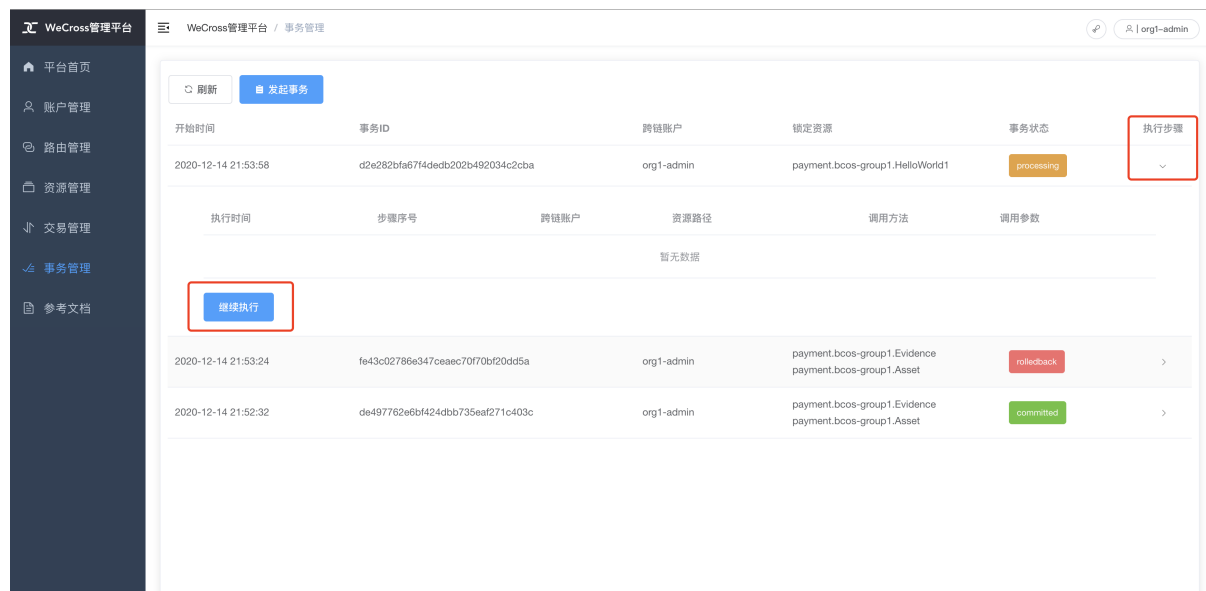 WeCross管理平台
WeCross管理平台 / 事务管理
org1-admin
平台首页
账户管理
路由管理
资源管理
交易管理
事务管理
参考文档
刷新
发起事务
开始时间 事务ID 跨链账户 锁定资源 事务状态 执行步骤
2020-12-14 21:53:58 d2e282bfa67f4dedb202b492034c2cba org1-admin payment.bcos-group1.HelloWorld1 processing
执行时间 步骤序号 跨链账户 资源路径 调用方法 调用参数
暂无数据
继续执行
2020-12-14 21:53:24 fe43c02786e347ceaec70f70bf20dd5a org1-admin payment.bcos-group1.Evidence rolledback
payment.bcos-group1.Asset
2020-12-14 21:52:32 de497762e6bf424dbb735eaf271c403c org1-admin payment.bcos-group1.Evidence committed
payment.bcos-group1.Asset